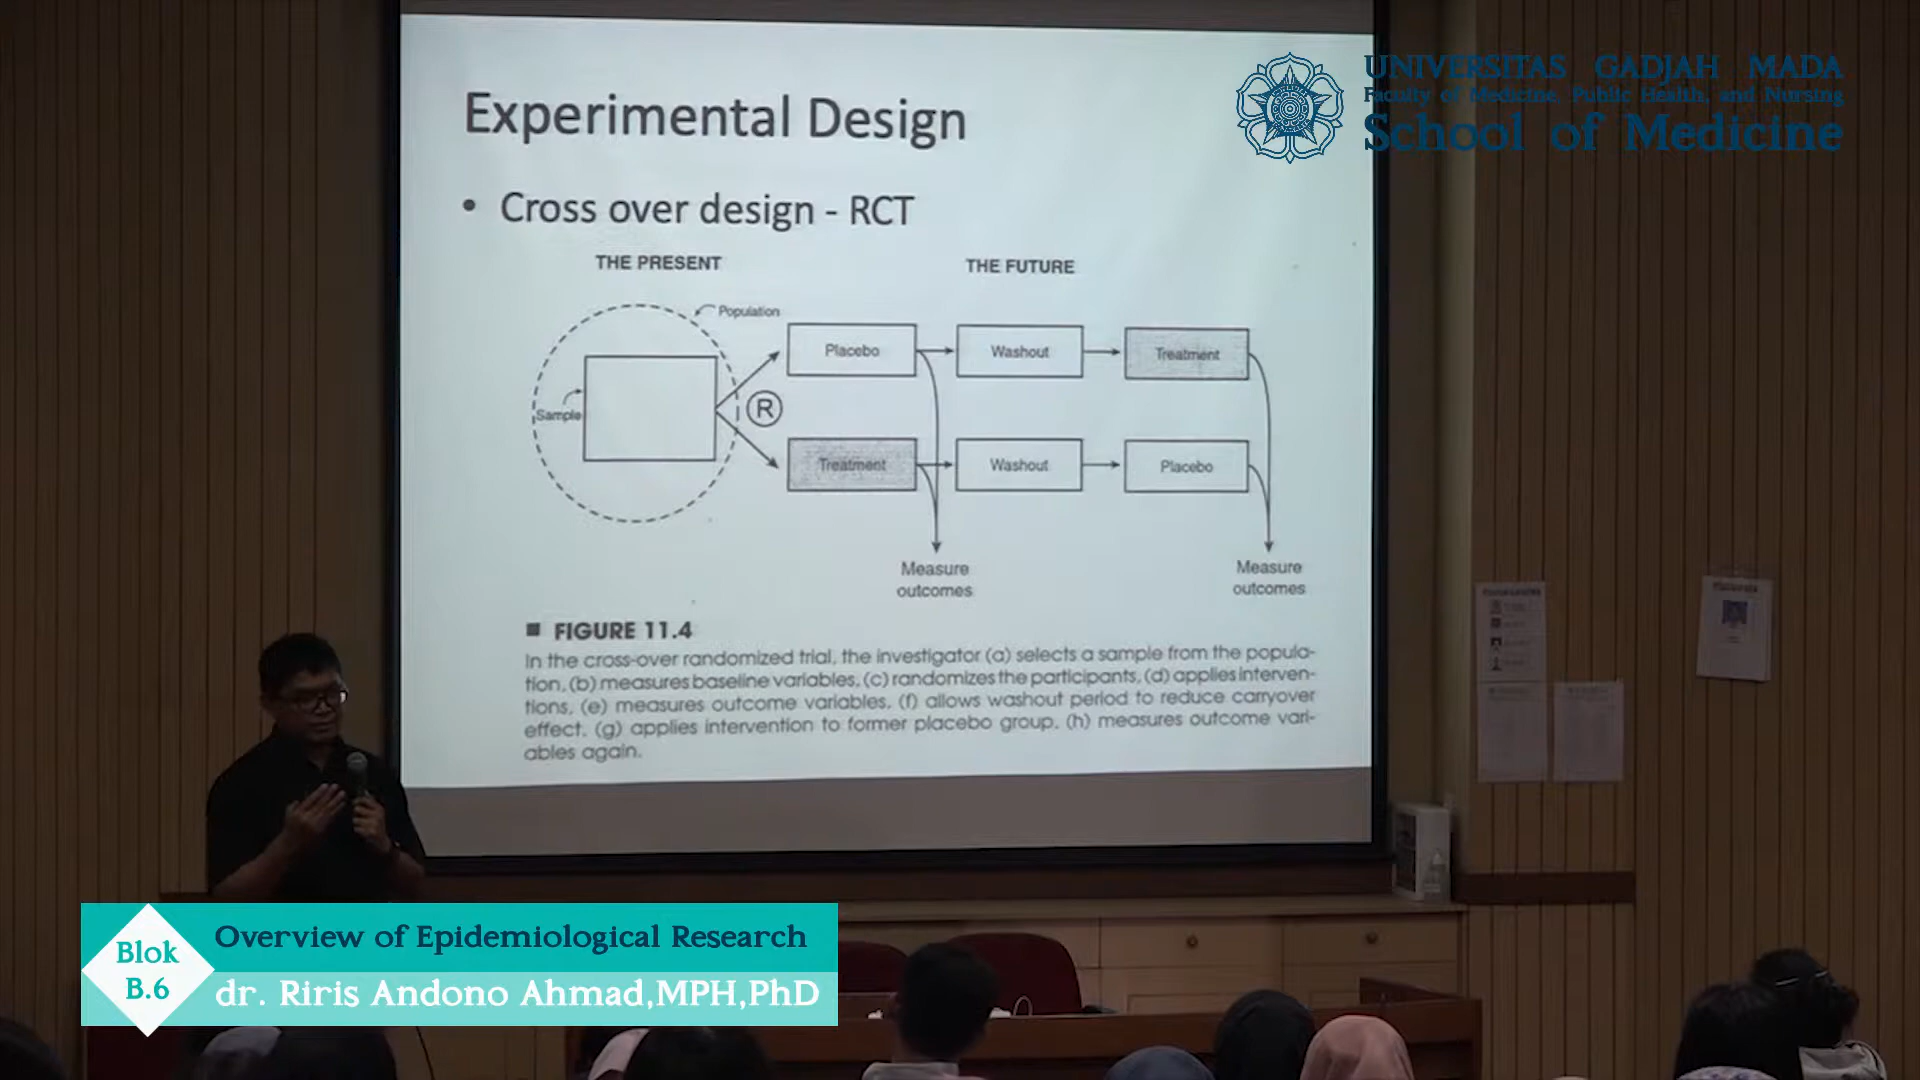 UNIVERSITAS GADJAH MADA
Faculty of Medicine, Public Health, and Nursing
School of Medicine
Experimental Design
• Cross over design - RCT
THE PRESENT
THE FUTURE
Population
Sample
R
Placebo
Washout
Treatment
Treatment
Washout
Placebo
Measure
outcomes
Measure
outcomes
FIGURE 11.4
In the cross-over randomized trial, the investigator (a) selects a sample from the popula-
tion, (b) measures baseline variables, (c) randomizes the participants, (d) applies interven-
tions, (e) measures outcome variables, (f) allows washout period to reduce carryover
effect, (g) applies intervention to former placebo group, (h) measures outcome vari-
ables again.
Blok
B.6
Overview of Epidemiological Research
dr. Riris Andono Ahmad,MPH,PhD